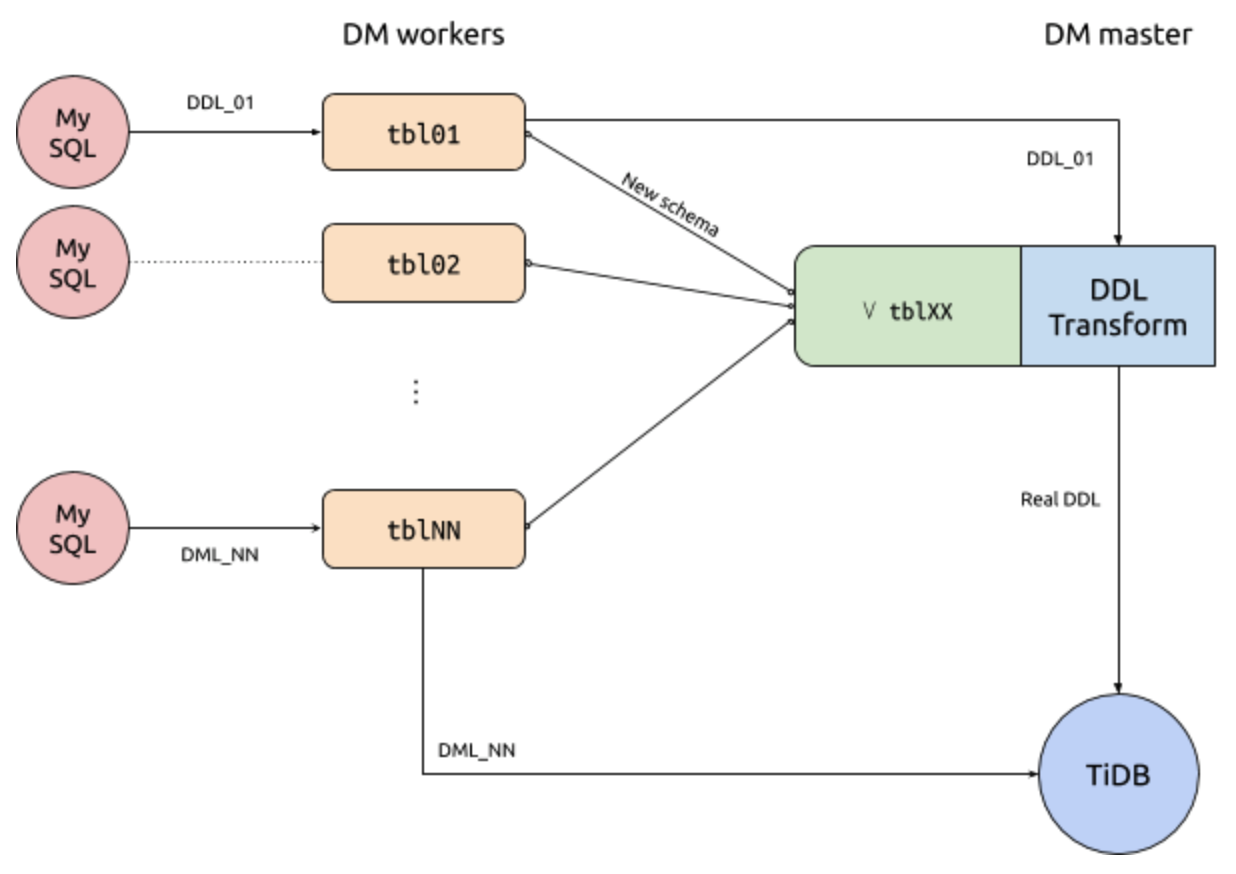 DM workers
DM master
My
SQL
DDL_01
tbl01
DDL_01
New schema
My
SQL
tbl02
∨ tblXX
DDL
Transform
⋮
My
SQL
DML_NN
tblNN
Real DDL
DML_NN
TiDB